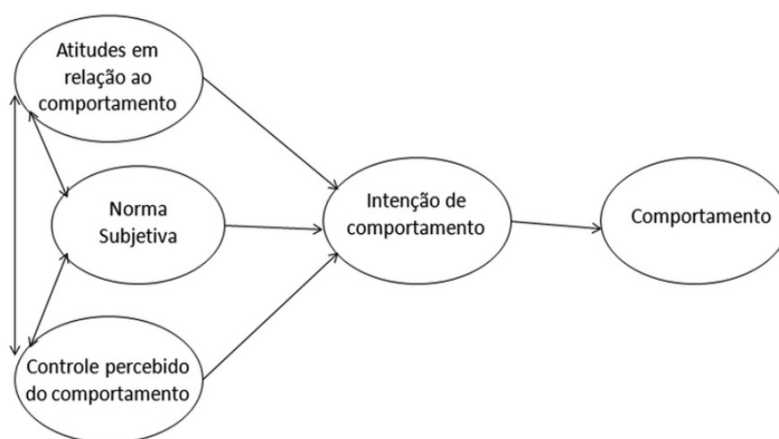 Atitudes em
relação ao
comportamento
Norma
Subjetiva
Controle percebido
do comportamento
Intenção de
comportamento
Comportamento